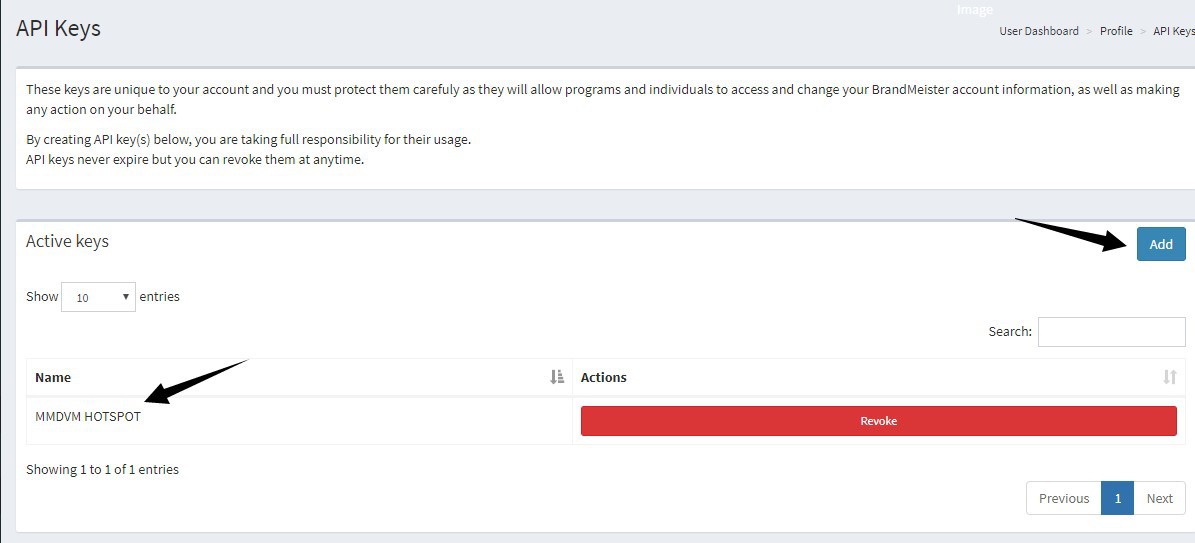 Image
API Keys
User Dashboard > Profile > API Keys
These keys are unique to your account and you must protect them carefuly as they will allow programs and individuals to access and change your BrandMeister account information, as well as making
any action on your behalf.
By creating API key(s) below, you are taking full responsibility for their usage.
API keys never expire but you can revoke them at anytime.
Active keys
Add
Show 10 entries
Search:
Name Actions
MMDVM HOTSPOT Revoke
Showing 1 to 1 of 1 entries
Previous 1 Next